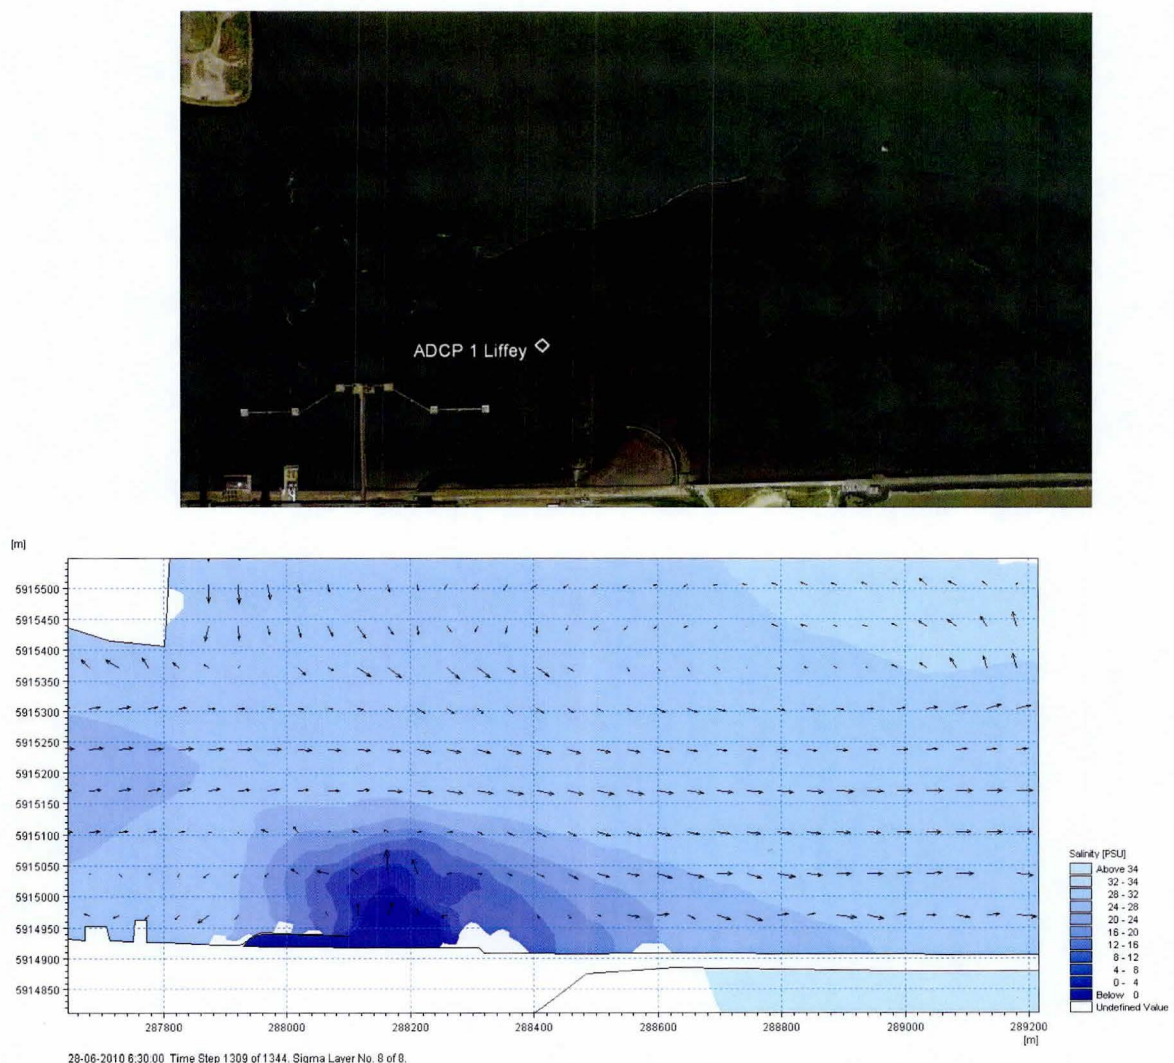 ADCP 1 Liffey
[m]
5915500
5915450
5915400
5915350
5915300
5915250
5915200
5915150
5915100
5915050
5915000
5914950
5914900
5914850
287800 288000 288200 288400 288600 288800 289000 289200
[m]
Salinity [PSU]
Above 34
32 - 34
28 - 32
24 - 28
20 - 24
16 - 20
12 - 16
8 - 12
4 - 8
0 - 4
Below 0
Undefined Value
28-06-2010 6:30:00 Time Step 1309 of 1344. Sigma Layer No. 8 of 8.